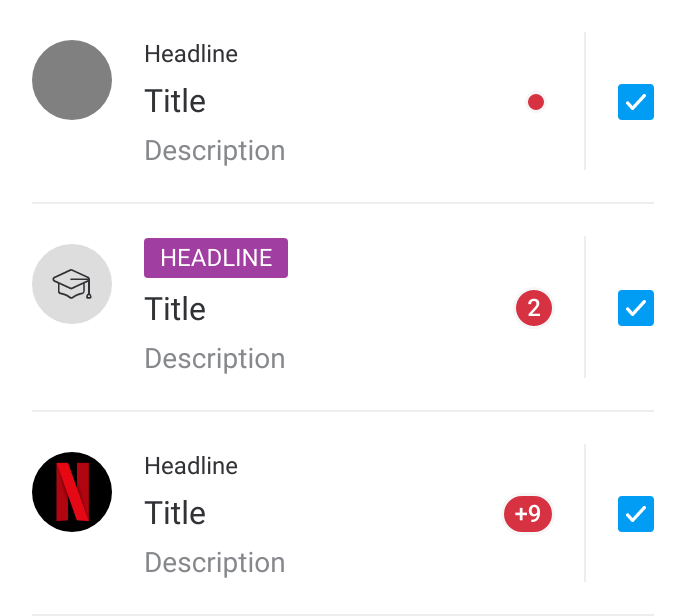 Headline
Title
Description
HEADLINE
Title
2
Description
Headline
N
Title
+9
Description